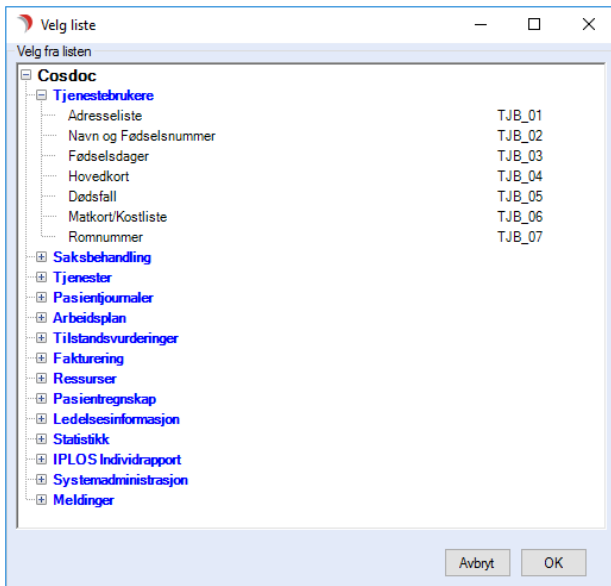 Velg liste
Velg fra listen
Cosdoc
Tjenestebrukere
Adresseliste TJB_01
Navn og Fødselsnummer TJB_02
Fødselsdager TJB_03
Hovedkort TJB_04
Dødsfall TJB_05
Matkort/Kostliste TJB_06
Romnummer TJB_07
Saksbehandling
Tjenester
Pasientjournaler
Arbeidsplan
Tilstandsvurderinger
Fakturering
Ressurser
Pasientregnskap
Ledelsesinformasjon
Statistikk
IPLOS Individrapport
Systemadministrasjon
Meldinger
Avbryt OK